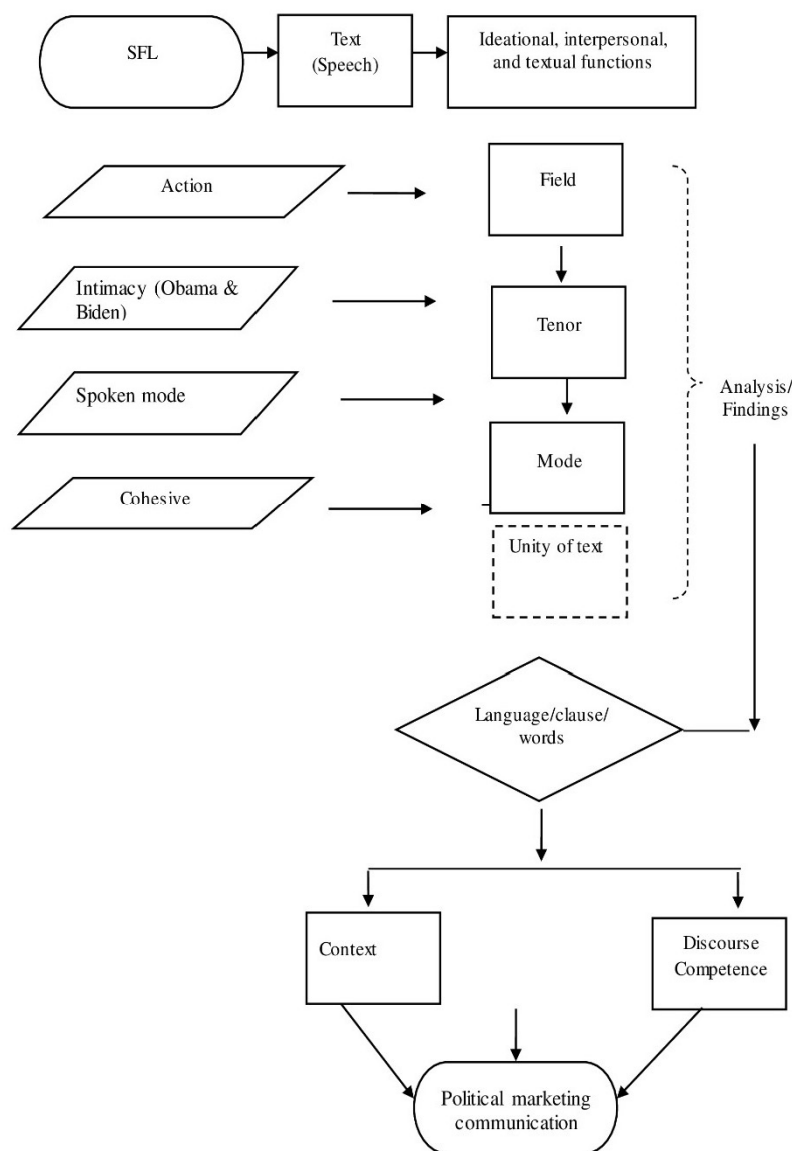 SFL
Text
(Speech)
Ideational, interpersonal,
and textual functions
Action
Field
Intimacy (Obama &
Biden)
Tenor
Spoken mode
Analysis/
Findings
Mode
Cohesive
Unity of text
Language/clause/
words
Context
Discourse
Competence
Political marketing
communication